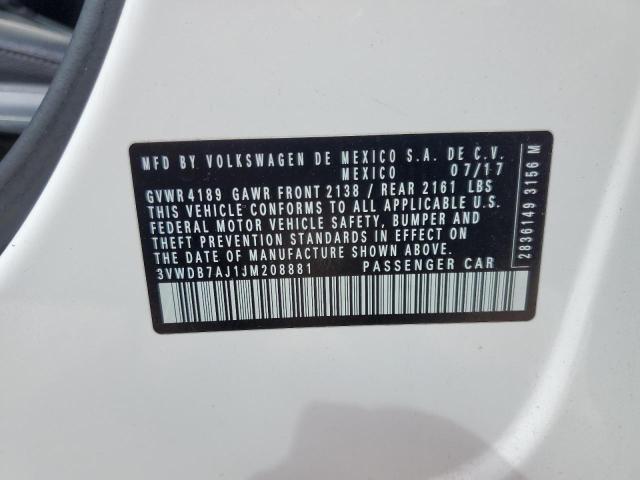 MFD BY VOLKSWAGEN DE MEXICO S.A. DE C.V.
MEXICO 07/17
GVWR 4189 GAWR FRONT 2138 / REAR 2161 LBS
THIS VEHICLE CONFORMS TO ALL APPLICABLE U.S.
FEDERAL MOTOR VEHICLE SAFETY, BUMPER AND
THEFT PREVENTION STANDARDS IN EFFECT ON
THE DATE OF MANUFACTURE SHOWN ABOVE.
3VWDB7AJ1JM208881 PASSENGER CAR
2836149 3156 M